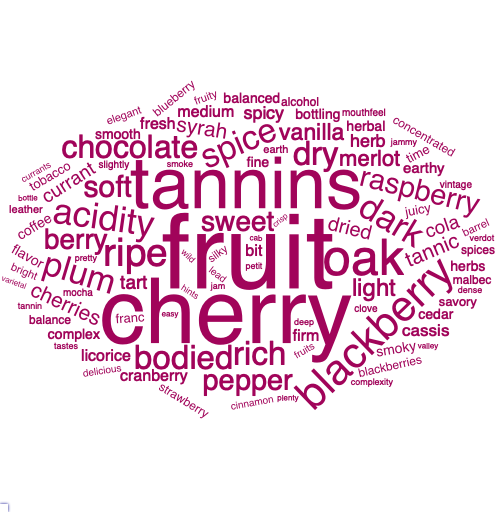 blueberry
fruity
elegant
balanced
alcohol
medium
spicy
bottling
mouthfeel
fresh
syrah
concentrated
smooth
spice
vanilla
herbal
herb
jammy
chocolate
earth
dry
merlot
time
currants
tobacco
slightly
smoke
fine
earthy
currant
soft
tannins
raspberry
vintage
bottle
leather
acidity
sweet
dark
juicy
coffee
crisp
dried
cola
barrel
berry
ripe
fruit
cab
bit
petit
oak
tannic
verdot
flavor
pretty
wild
silky
spices
bright
plum
lead
jam
herbs
varietal
mocha
tart
hints
light
malbec
dense
cherries
cherry
blackberry
savory
tannin
balance
franc
easy
clove
cedar
complex
deep
firm
cassis
tastes
licorice
bodied
rich
fruits
smoky
valley
delicious
cranberry
pepper
blackberries
complexity
strawberry
cinnamon
plenty